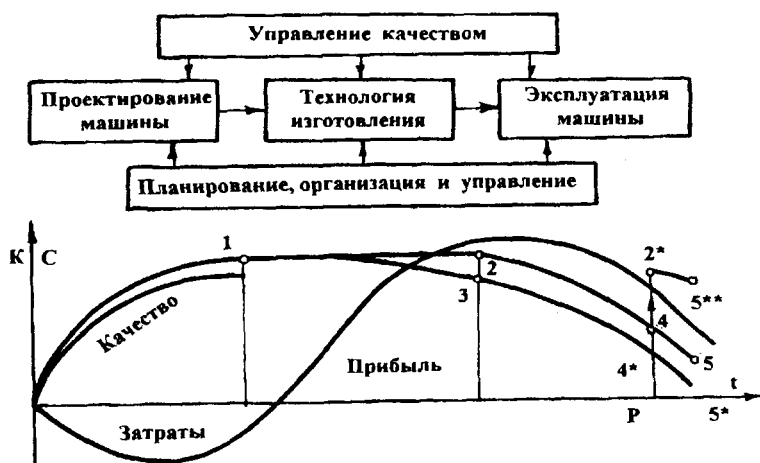 Управление качеством
Проектирование
машины
Технология
изготовления
Эксплуатация
машины
Планирование, организация и управление
К С
1
2
3
2*
5**
4
5
4*
Качество
Прибыль
Затраты
t
Р
5*